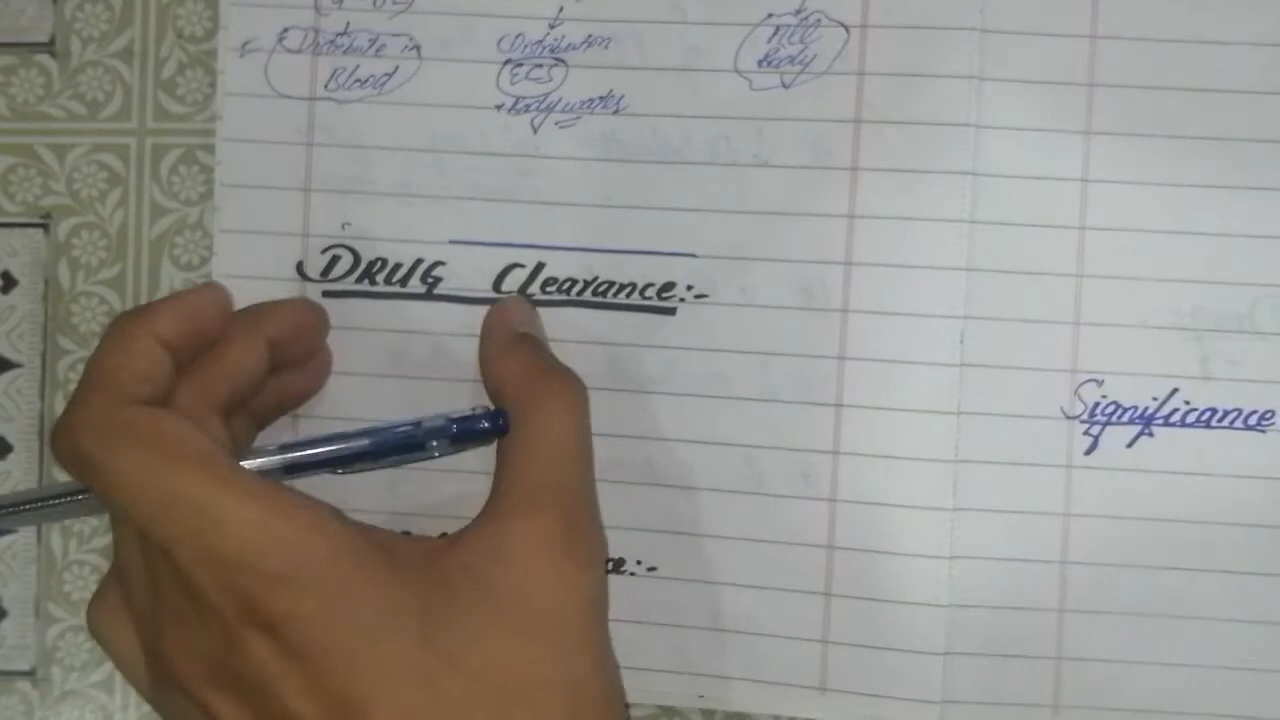 Distribute in
Blood
Distribution
ECS
+ Body water
All
Body
DRUG Clearance:-
Significance
e:-